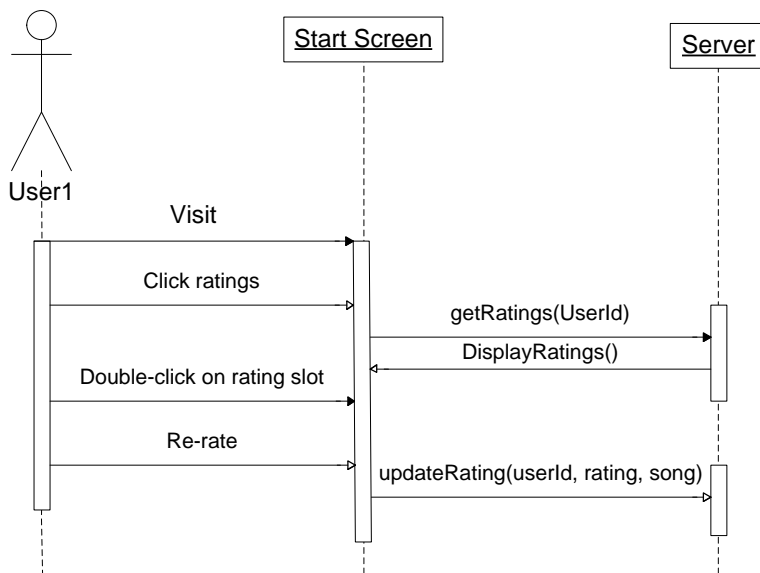 Start Screen
Server
User1
Visit
Click ratings
getRatings(UserId)
DisplayRatings()
Double-click on rating slot
Re-rate
updateRating(userId, rating, song)